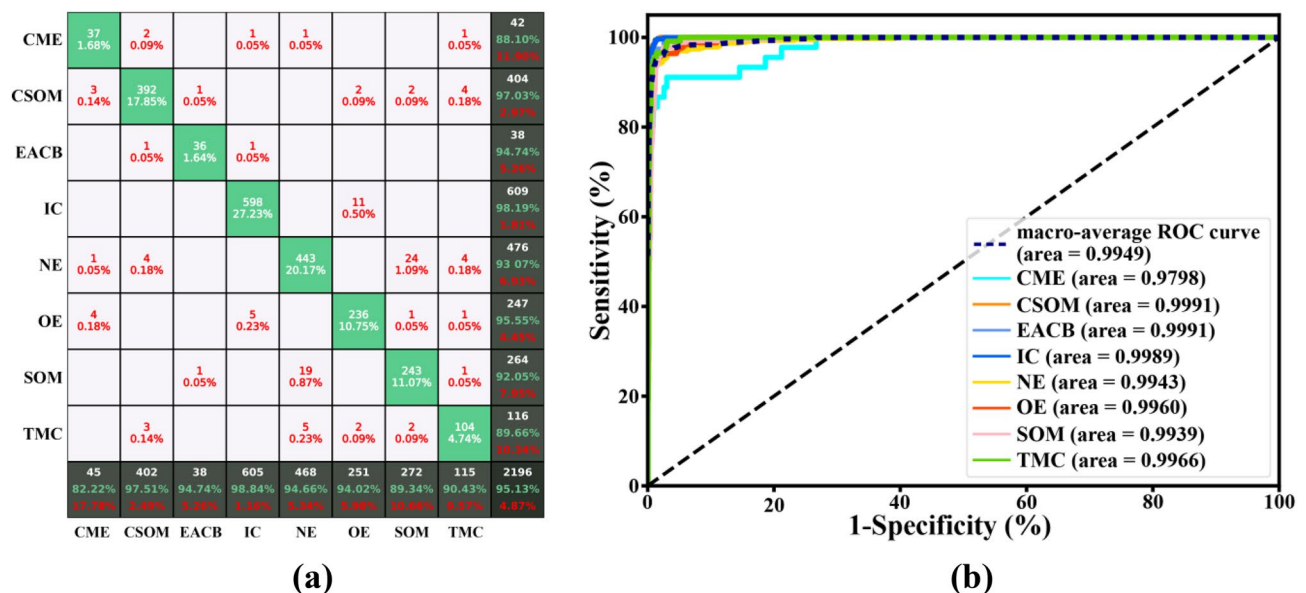 CME 37 2 1 1 1 42
1.68% 0.09% 0.05% 0.05% 0.05% 88.10%
11.90%
CSOM 3 392 1 2 2 4 404
0.14% 17.85% 0.05% 0.09% 0.09% 0.18% 97.03%
2.97%
EACB 1 36 1 38
0.05% 1.64% 0.05% 94.74%
5.26%
IC 598 11 609
27.23% 0.50% 98.19%
1.81%
NE 1 4 443 24 4 476
0.05% 0.18% 20.17% 1.09% 0.18% 93 07%
6.93%
OE 4 5 236 1 1 247
0.18% 0.23% 10.75% 0.05% 0.05% 95.55%
4.45%
SOM 1 19 243 1 264
0.05% 0.87% 11.07% 0.05% 92.05%
7.95%
TMC 3 5 2 2 104 116
0.14% 0.23% 0.09% 0.09% 4.74% 89.66%
10.34%
45 402 38 605 468 251 272 115 2196
82.22% 97.51% 94.74% 98.84% 94.66% 94.02% 89.34% 90.43% 95.13%
17.78% 2.49% 5.26% 1.16% 5.34% 5.98% 10.66% 9.57% 4.87%
CME CSOM EACB IC NE OE SOM TMC
(a)
100
80
60
40
20
0
Sensitivity (%)
macro-average ROC curve
(area = 0.9949)
CME (area = 0.9798)
CSOM (area = 0.9991)
EACB (area = 0.9991)
IC (area = 0.9989)
NE (area = 0.9943)
OE (area = 0.9960)
SOM (area = 0.9939)
TMC (area = 0.9966)
0 20 40 60 80 100
1-Specificity (%)
(b)